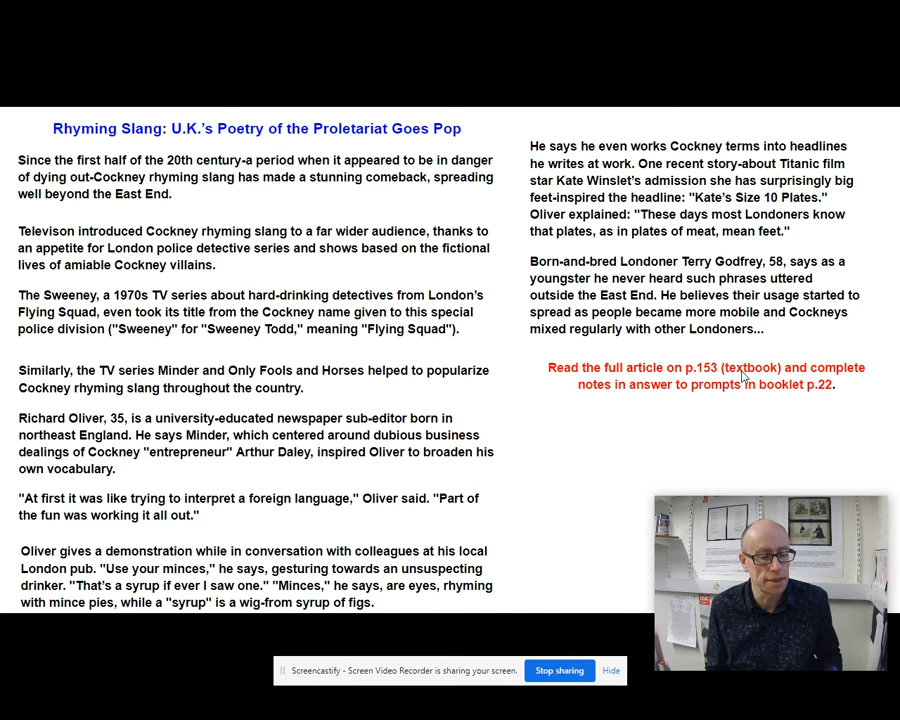 Rhyming Slang: U.K.'s Poetry of the Proletariat Goes Pop
Since the first half of the 20th century-a period when it appeared to be in danger
of dying out-Cockney rhyming slang has made a stunning comeback, spreading
well beyond the East End.
Televison introduced Cockney rhyming slang to a far wider audience, thanks to
an appetite for London police detective series and shows based on the fictional
lives of amiable Cockney villains.
The Sweeney, a 1970s TV series about hard-drinking detectives from London's
Flying Squad, even took its title from the Cockney name given to this special
police division ("Sweeney" for "Sweeney Todd," meaning "Flying Squad").
Similarly, the TV series Minder and Only Fools and Horses helped to popularize
Cockney rhyming slang throughout the country.
Richard Oliver, 35, is a university-educated newspaper sub-editor born in
northeast England. He says Minder, which centered around dubious business
dealings of Cockney "entrepreneur" Arthur Daley, inspired Oliver to broaden his
own vocabulary.
"At first it was like trying to interpret a foreign language," Oliver said. "Part of
the fun was working it all out."
Oliver gives a demonstration while in conversation with colleagues at his local
London pub. "Use your minces," he says, gesturing towards an unsuspecting
drinker. "That's a syrup if ever I saw one." "Minces," he says, are eyes, rhyming
with mince pies, while a "syrup" is a wig-from syrup of figs.
He says he even works Cockney terms into headlines
he writes at work. One recent story-about Titanic film
star Kate Winslet's admission she has surprisingly big
feet-inspired the headline: "Kate's Size 10 Plates."
Oliver explained: "These days most Londoners know
that plates, as in plates of meat, mean feet."
Born-and-bred Londoner Terry Godfrey, 58, says as a
youngster he never heard such phrases uttered
outside the East End. He believes their usage started to
spread as people became more mobile and Cockneys
mixed regularly with other Londoners...
Read the full article on p.153 (textbook) and complete
notes in answer to prompts in booklet p.22.
Screencastify - Screen Video Recorder is sharing your screen.
Stop sharing
Hide